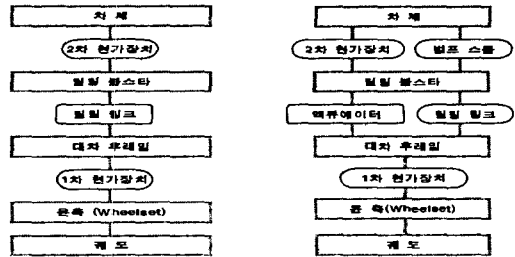 차 체
2차 현가장치
틸팅 볼스타
틸팅 링크
대차 후레임
1차 현가장치
윤축 (Wheelset)
궤 도
차 체
2차 현가장치
범프 스톱
틸팅 볼스타
액츄에이터
틸팅 링크
대차 후레임
1차 현가장치
윤 축(Wheelset)
궤 도